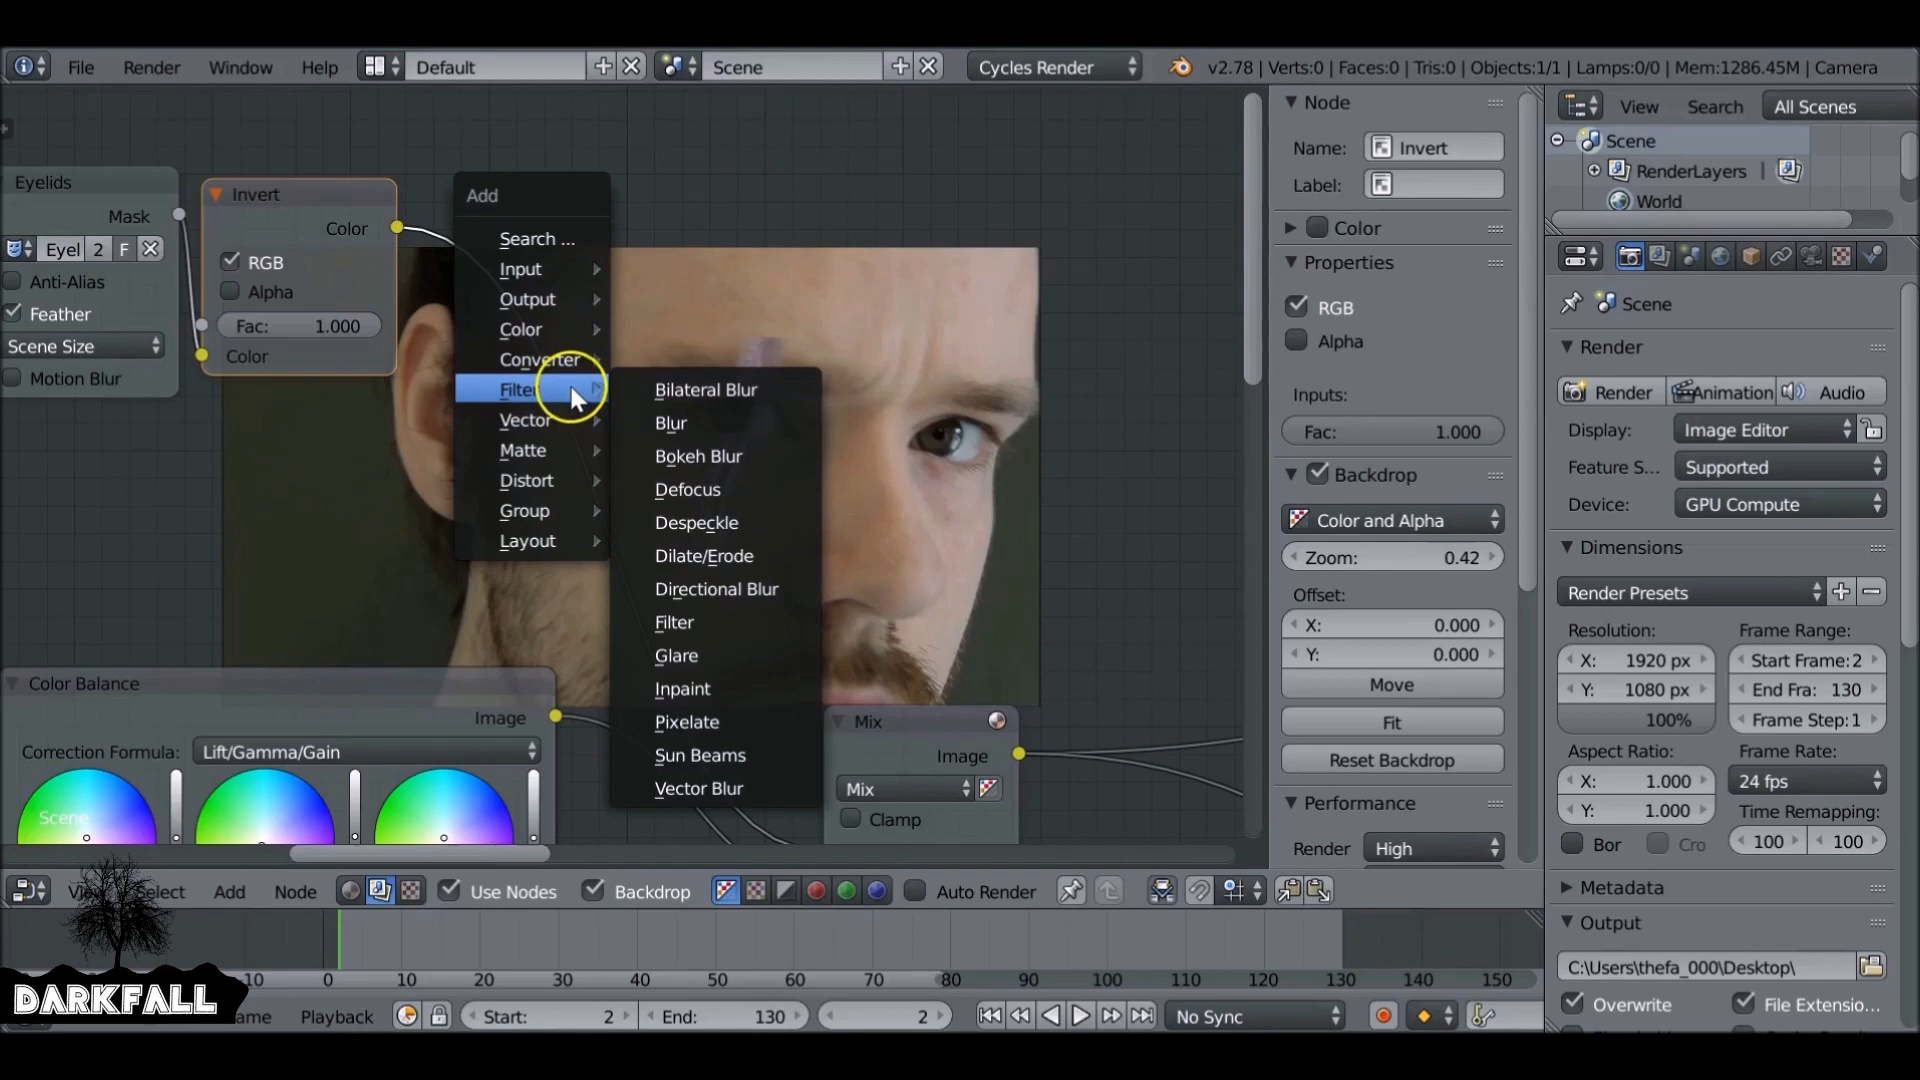 File Render Window Help Default Scene Cycles Render v2.78 | Verts:0 | Faces:0 | Tris:0 | Objects:1/1 | Lamps:0/0 | Mem:1286.45M | Camera
Eyelids
Mask
Eyel 2 F
Anti-Alias
Feather
Scene Size
Motion Blur
Invert
Color
RGB
Alpha
Fac: 1.000
Color
Add
Search ...
Input
Output
Color
Converter
Filter
Vector
Matte
Distort
Group
Layout
Bilateral Blur
Blur
Bokeh Blur
Defocus
Despeckle
Dilate/Erode
Directional Blur
Filter
Glare
Inpaint
Pixelate
Sun Beams
Vector Blur
Color Balance
Image
Correction Formula: Lift/Gamma/Gain
Scene
Mix
Image
Mix
Clamp
Node
Name: Invert
Label:
Color
Properties
RGB
Alpha
Inputs:
Fac: 1.000
Backdrop
Color and Alpha
Zoom: 0.42
Offset:
X: 0.000
Y: 0.000
Move
Fit
Reset Backdrop
Performance
Render High
View Search All Scenes
Scene
RenderLayers |
World
Scene
Render
Render Animation Audio
Display: Image Editor
Feature S... Supported
Device: GPU Compute
Dimensions
Render Presets
Resolution: Frame Range:
X: 1920 px Start Frame:2
Y: 1080 px End Fra: 130
100% Frame Step:1
Aspect Ratio: Frame Rate:
X: 1.000 24 fps
Y: 1.000 Time Remapping:
Bor Cro 100 100
Metadata
Output
C:\Users\thefa_000\Desktop\
Overwrite File Extensio...
Select Add Node Use Nodes Backdrop Auto Render
0 10 20 30 40 50 60 70 80 90 100 110 120 130 140 150
DARKFALL
Playback Start: 2 End: 130 2 No Sync